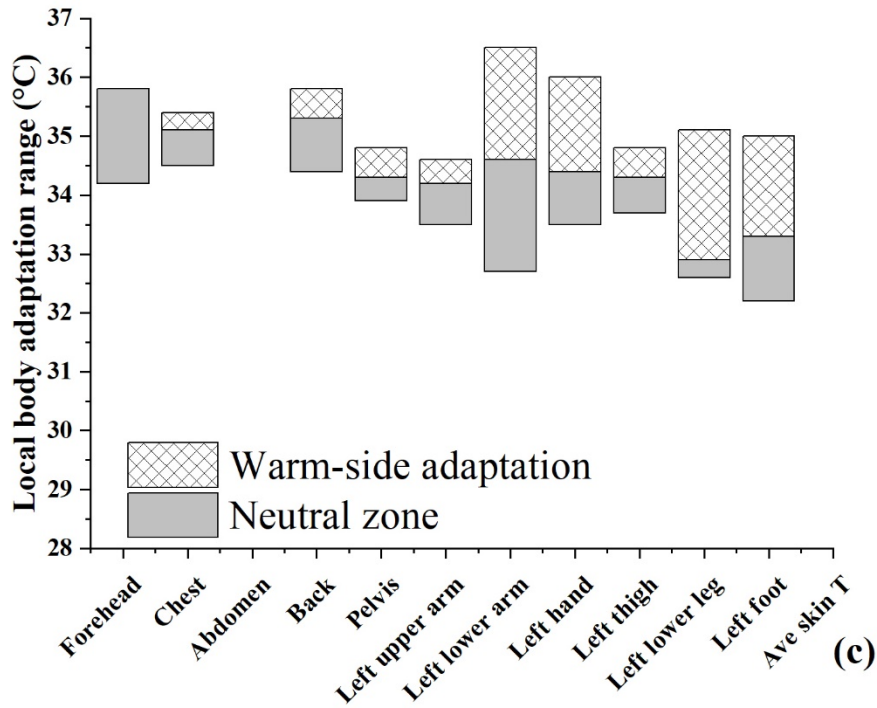 Local body adaptation range (°C)
37
36
35
34
33
32
31
30
29
28
Warm-side adaptation
Neutral zone
Forehead
Chest
Abdomen
Back
Pelvis
Left upper arm
Left lower arm
Left hand
Left thigh
Left lower leg
Left foot
Ave skin T
(c)